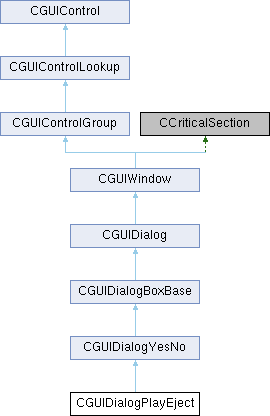 CGUIControl
CGUIControlLookup
CGUIControlGroup
CCriticalSection
CGUIWindow
CGUIDialog
CGUIDialogBoxBase
CGUIDialogYesNo
CGUIDialogPlayEject